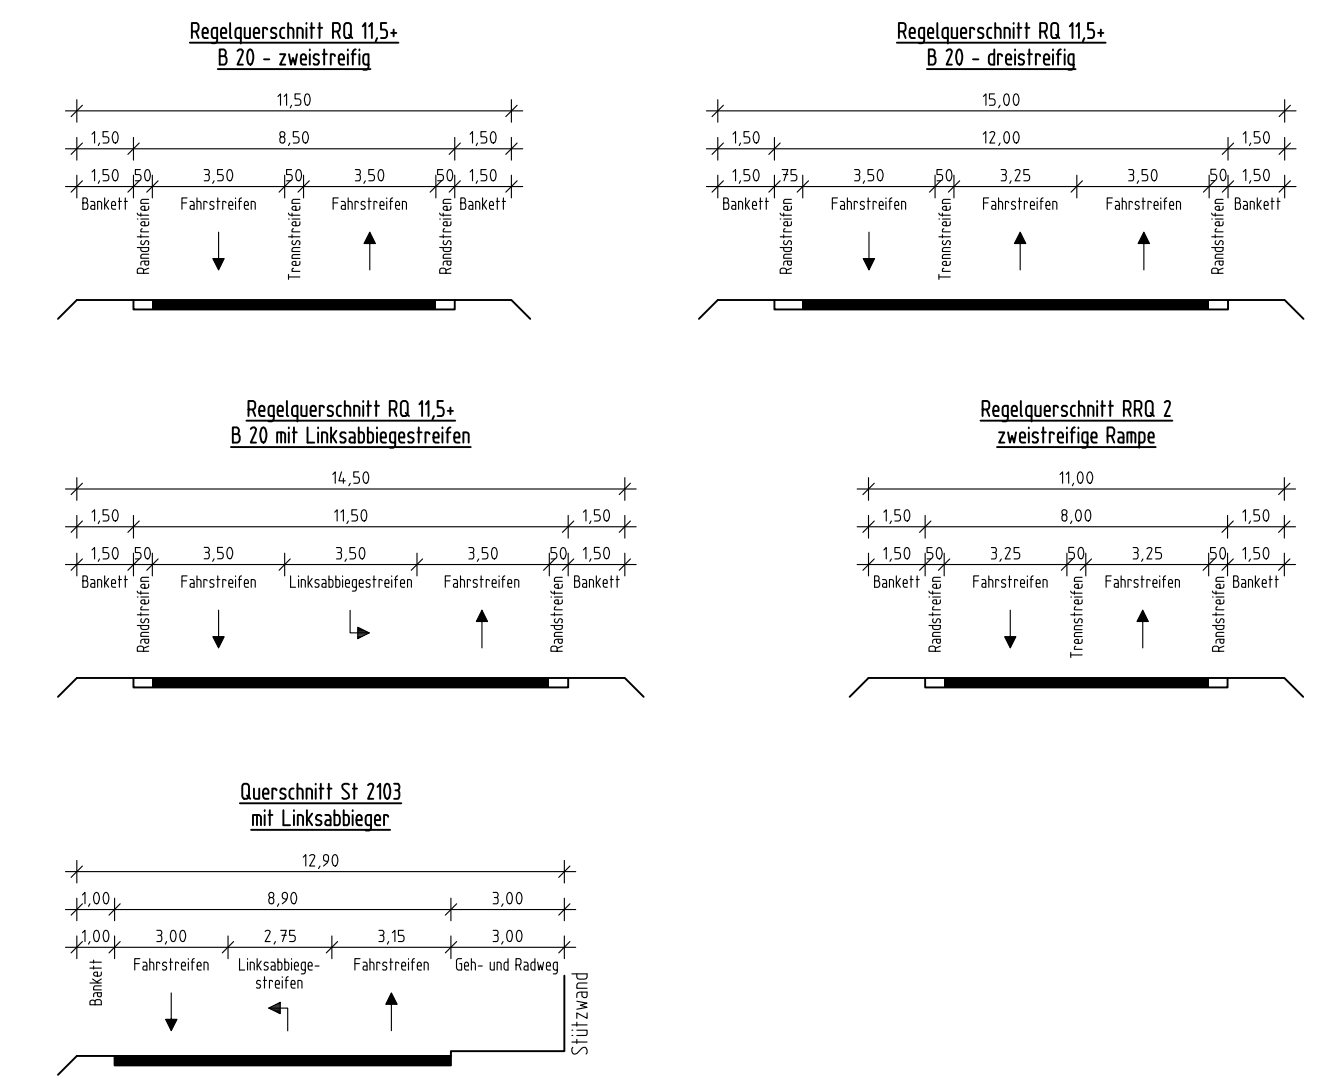 Regelquerschnitt RQ 11,5+
B 20 - zweistreifig
11,50
1,50 8,50 1,50
1,50 50 3,50 50 3,50 50 1,50
Bankett Randstreifen Fahrstreifen Trennstreifen Fahrstreifen Randstreifen Bankett
Regelquerschnitt RQ 11,5+
B 20 - dreistreifig
15,00
1,50 12,00 1,50
1,50 75 3,50 50 3,25 3,50 50 1,50
Bankett Randstreifen Fahrstreifen Trennstreifen Fahrstreifen Fahrstreifen Randstreifen Bankett
Regelquerschnitt RQ 11,5+
B 20 mit Linksabbiegestreifen
14,50
1,50 11,50 1,50
1,50 50 3,50 3,50 3,50 50 1,50
Bankett Randstreifen Fahrstreifen Linksabbiegestreifen Fahrstreifen Randstreifen Bankett
Regelquerschnitt RRQ 2
zweistreifige Rampe
11,00
1,50 8,00 1,50
1,50 50 3,25 50 3,25 50 1,50
Bankett Randstreifen Fahrstreifen Trennstreifen Fahrstreifen Randstreifen Bankett
Querschnitt St 2103
mit Linksabbieger
12,90
1,00 8,90 3,00
1,00 3,00 2,75 3,15 3,00
Bankett Fahrstreifen Linksabbiege- Fahrstreifen Geh- und Radweg
streifen
Stützwand